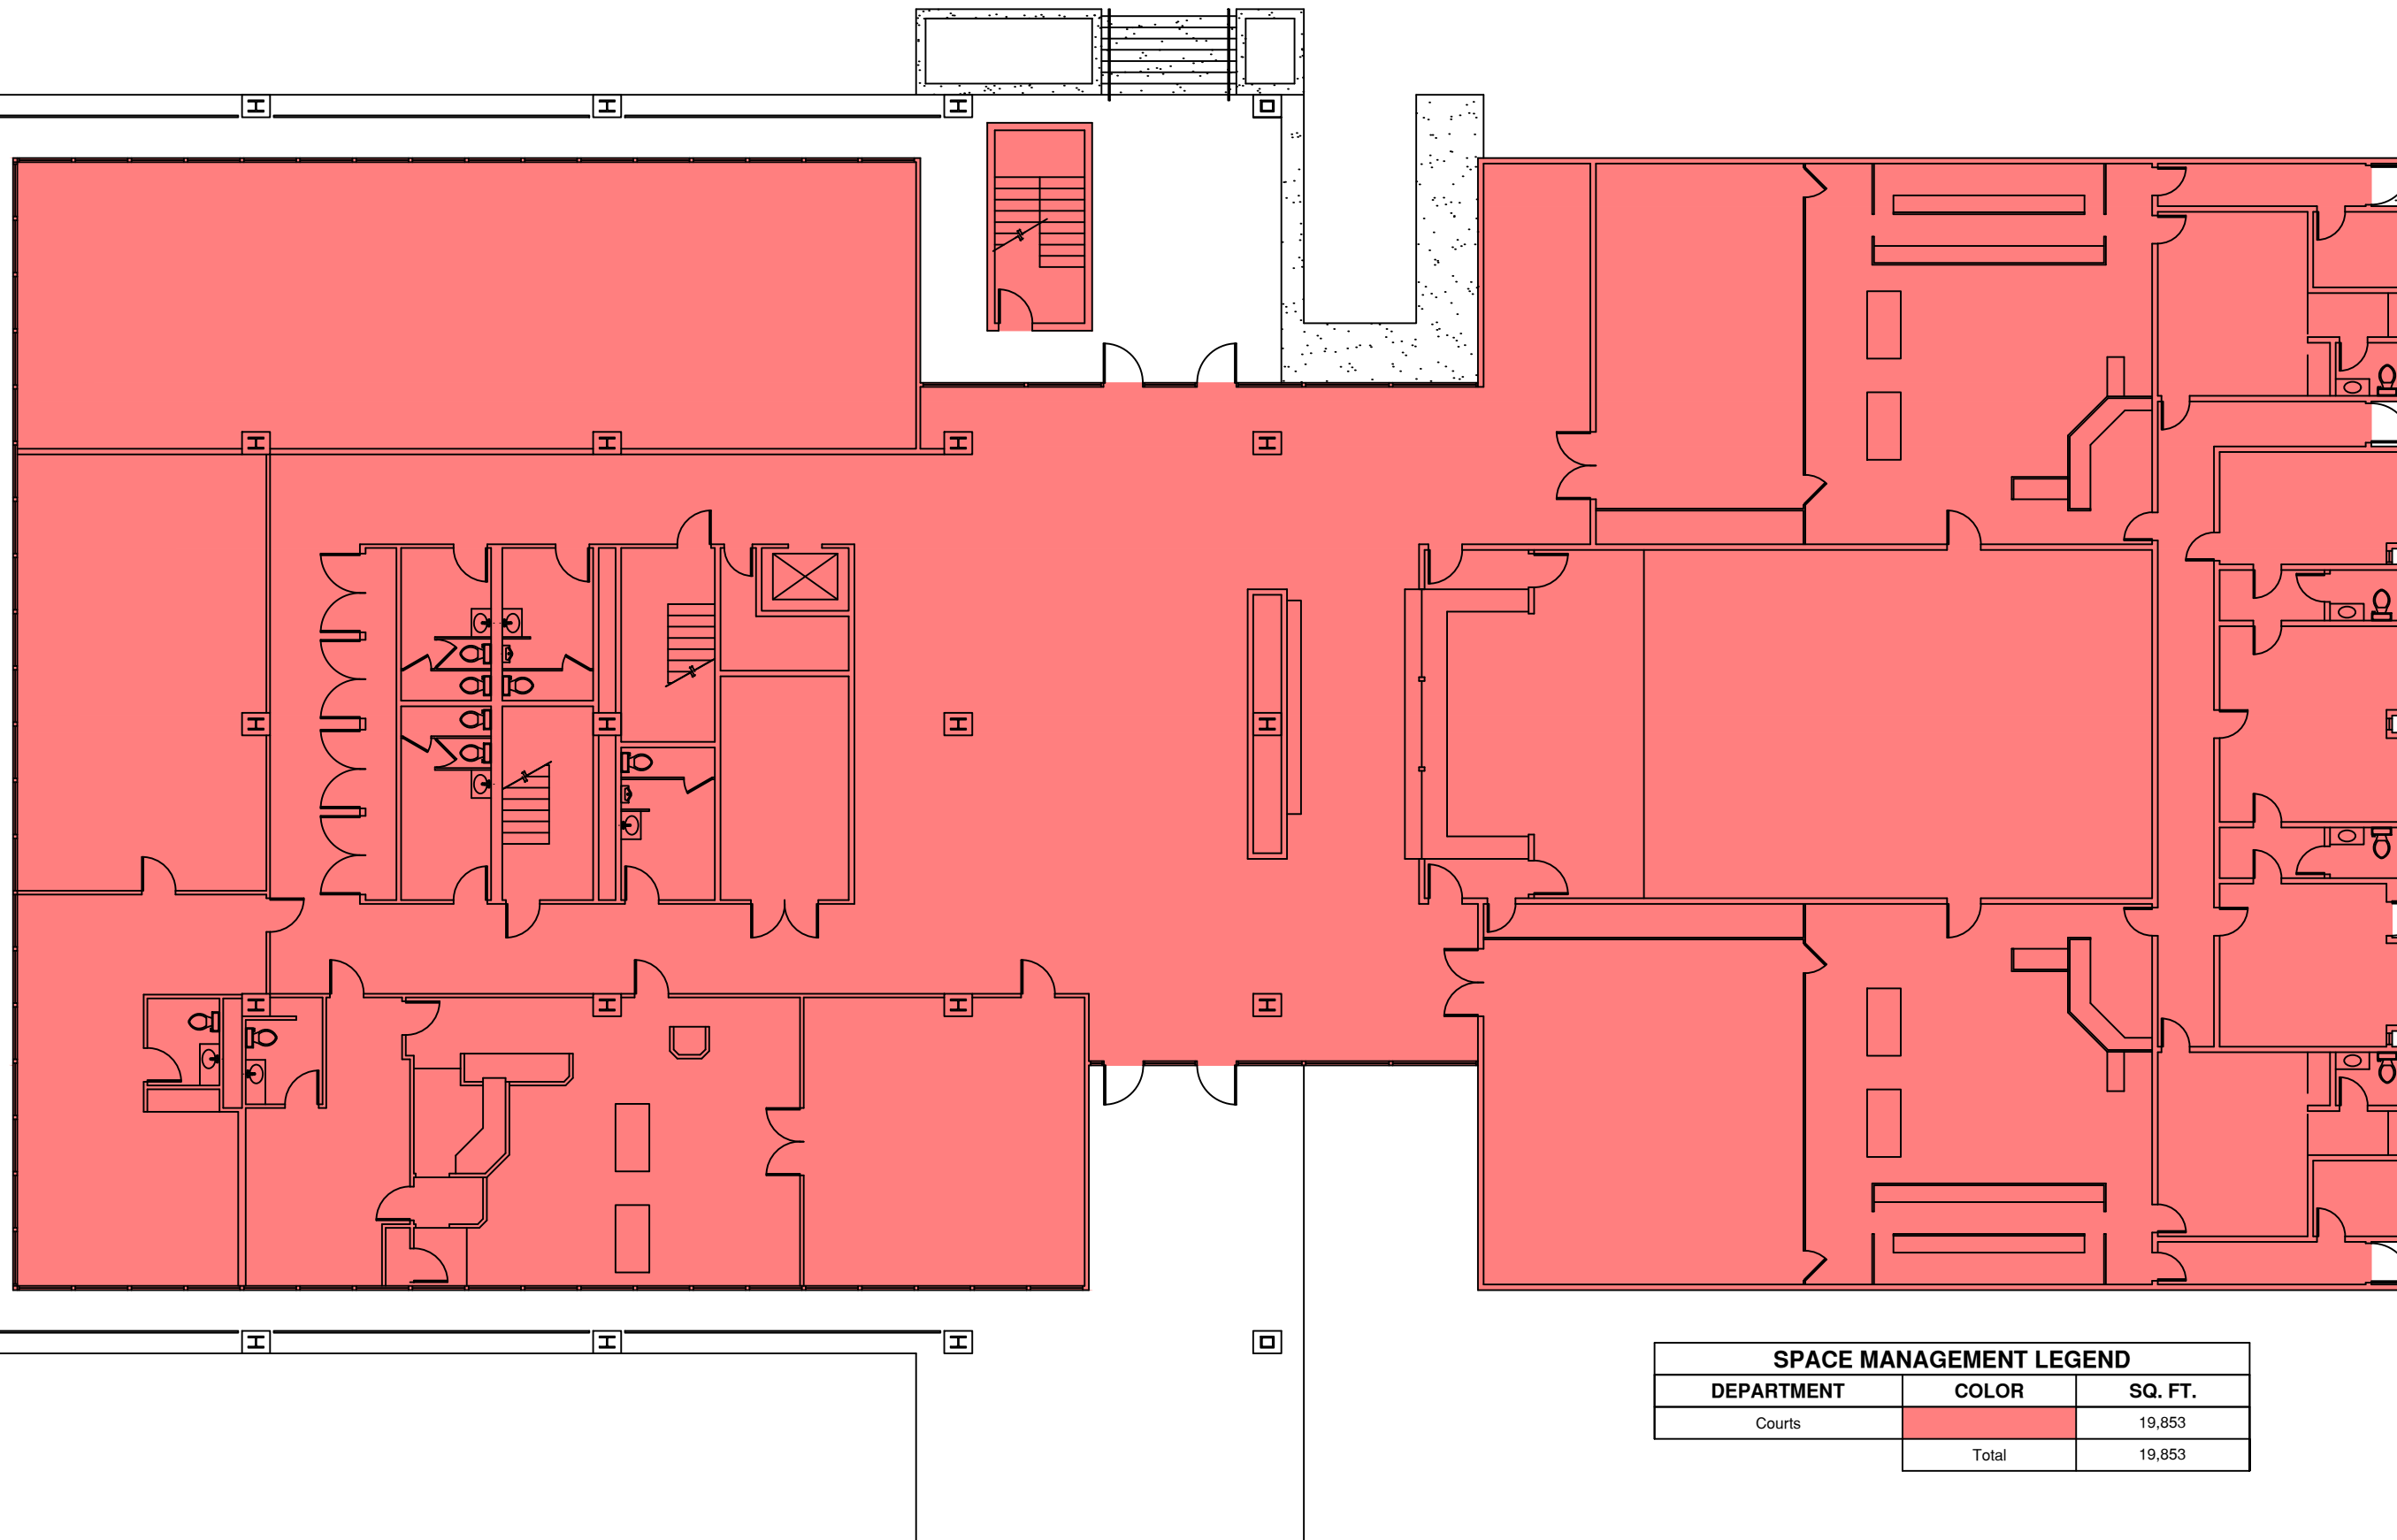 SPACE MANAGEMENT LEGEND
DEPARTMENT COLOR SQ. FT.
Courts 19,853
Total 19,853